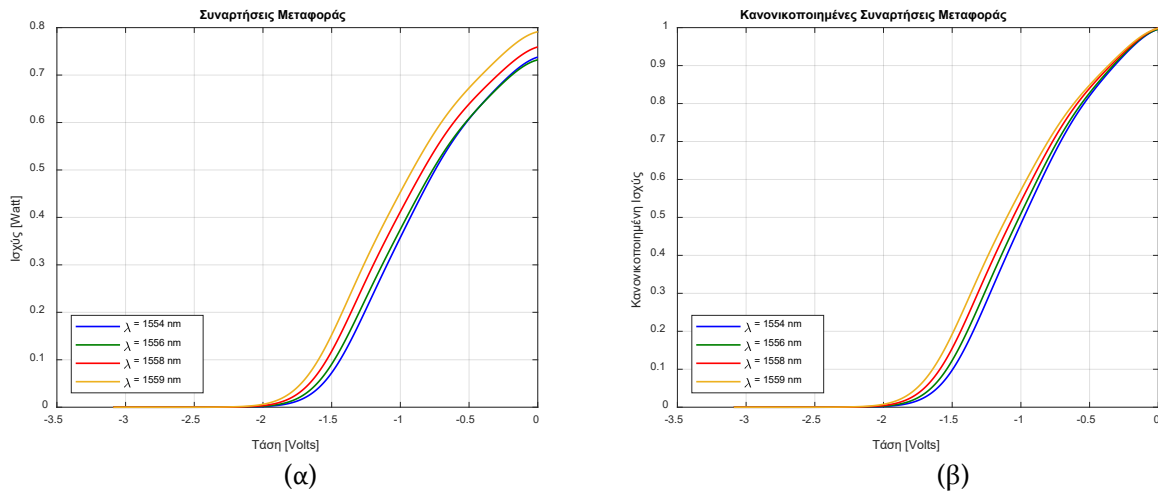 Συναρτήσεις Μεταφοράς
0.8
0.7
0.6
0.5
0.4
0.3
0.2
0.1
0
Ισχύς [Watt]
λ = 1554 nm
λ = 1556 nm
λ = 1558 nm
λ = 1559 nm
-3.5 -3 -2.5 -2 -1.5 -1 -0.5 0
Τάση [Volts]
(α)
Κανονικοποιημένες Συναρτήσεις Μεταφοράς
1
0.9
0.8
0.7
0.6
0.5
0.4
0.3
0.2
0.1
0
Κανονικοποιημένη Ισχύς
λ = 1554 nm
λ = 1556 nm
λ = 1558 nm
λ = 1559 nm
-3.5 -3 -2.5 -2 -1.5 -1 -0.5 0
Τάση [Volts]
(β)